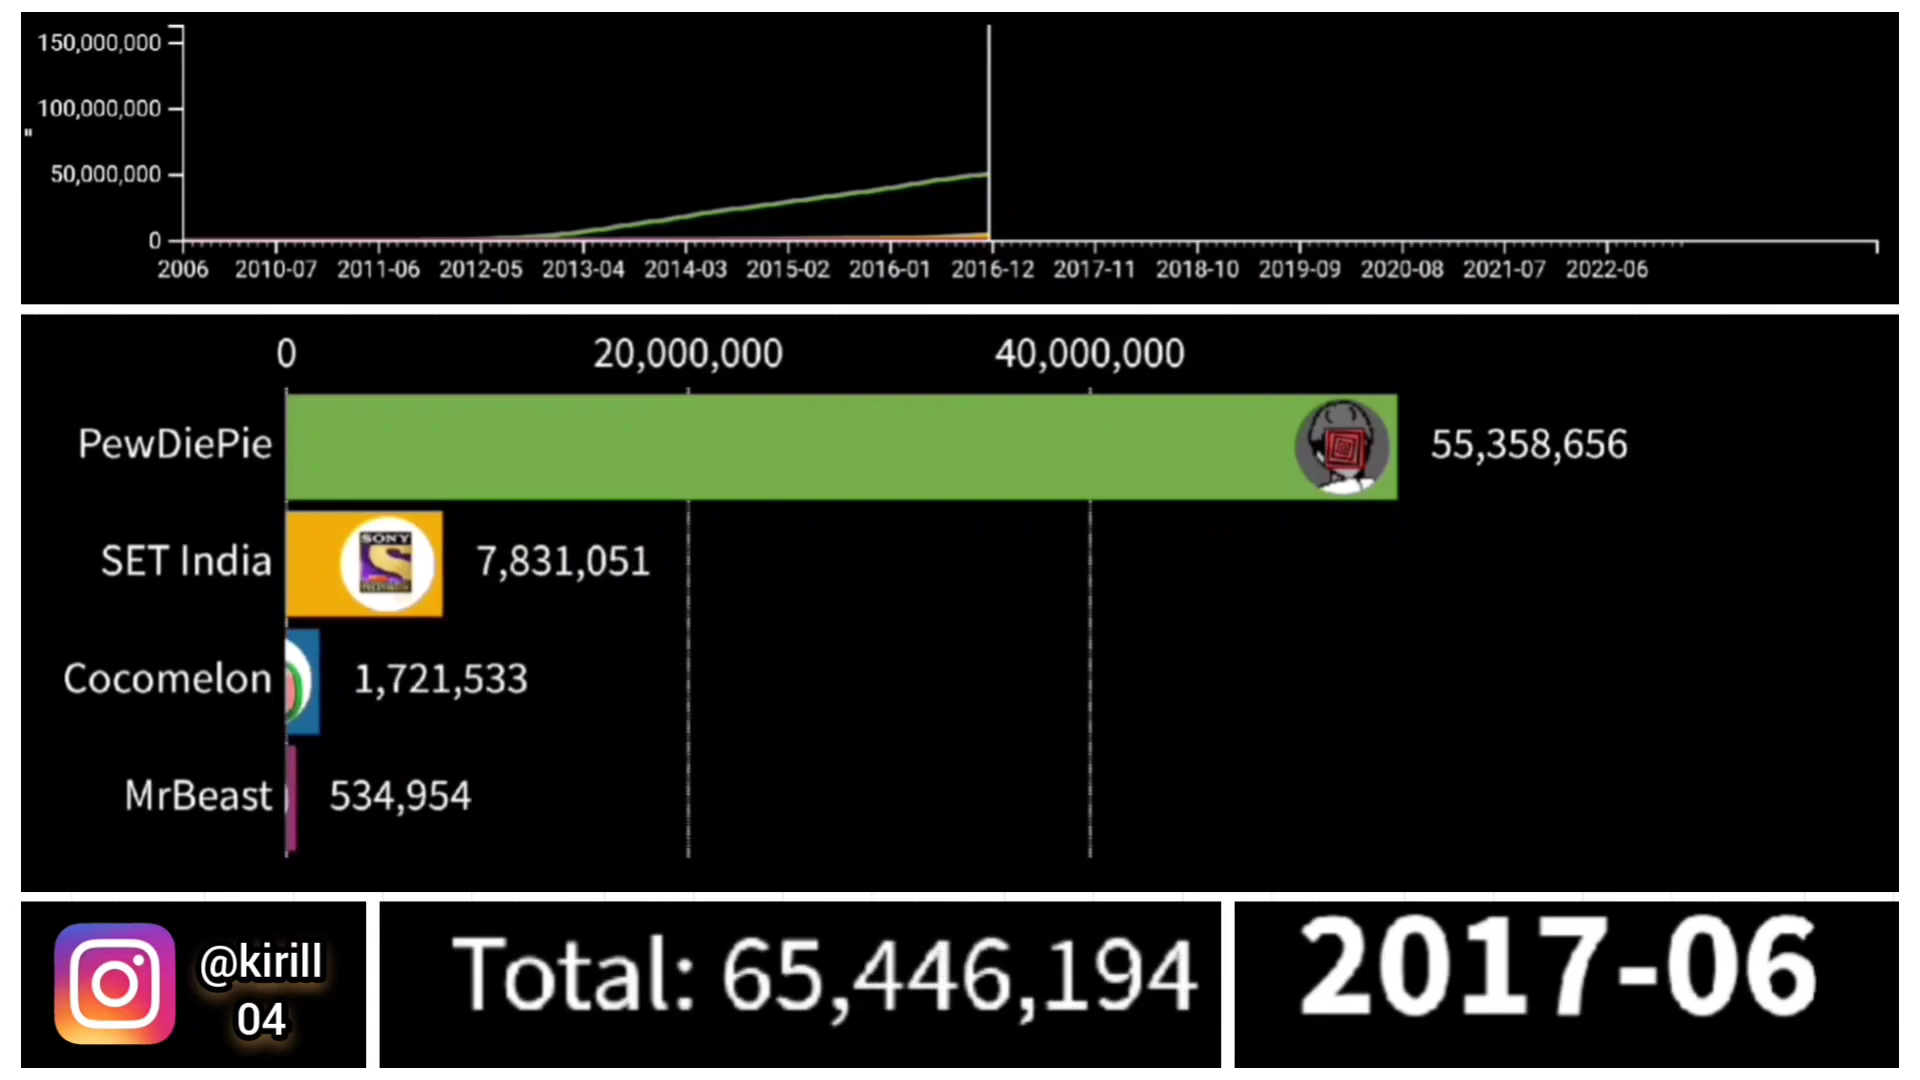 150,000,000
100,000,000
"
50,000,000
0
2006 2010-07 2011-06 2012-05 2013-04 2014-03 2015-02 2016-01 2016-12 2017-11 2018-10 2019-09 2020-08 2021-07 2022-06
0 20,000,000 40,000,000
PewDiePie 55,358,656
SET India SONY 7,831,051
Cocomelon 1,721,533
MrBeast 534,954
@kirill
04
Total: 65,446,194
2017-06